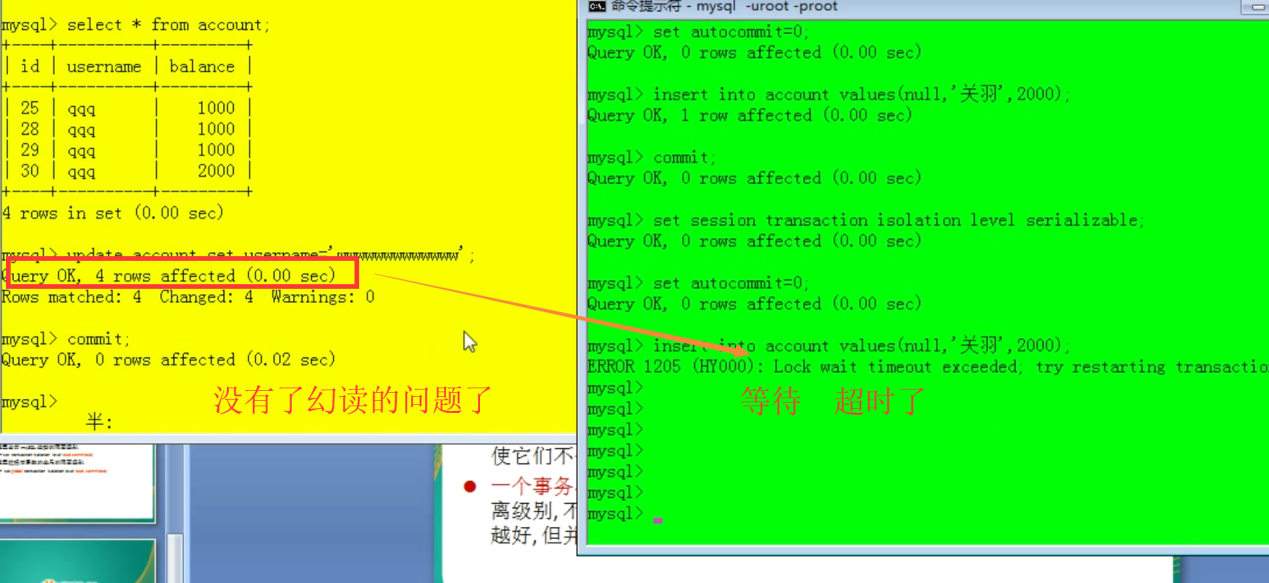 mysql> select * from account;
+----+----------+---------+
| id | username | balance |
+----+----------+---------+
| 25 | qqq | 1000 |
| 28 | qqq | 1000 |
| 29 | qqq | 1000 |
| 30 | qqq | 2000 |
+----+----------+---------+
4 rows in set (0.00 sec)
Query OK, 4 rows affected (0.00 sec)
Rows matched: 4 Changed: 4 Warnings: 0
mysql> commit;
Query OK, 0 rows affected (0.02 sec)
没有了幻读的问题了
mysql>
半:
命令提示符 - mysql -uroot -proot
mysql> set autocommit=0;
Query OK, 0 rows affected (0.00 sec)
mysql> insert into account values(null,'关羽',2000);
Query OK, 1 row affected (0.00 sec)
mysql> commit;
Query OK, 0 rows affected (0.00 sec)
mysql> set session transaction isolation level serializable;
Query OK, 0 rows affected (0.00 sec)
mysql> set autocommit=0;
Query OK, 0 rows affected (0.00 sec)
mysql> insert into account values(null,'关羽',2000);
ERROR 1205 (HY000): Lock wait timeout exceeded; try restarting transactio
mysql>
等待 超时了
mysql>
mysql>
mysql>
mysql>
mysql>
mysql>
使它们不
一个事务
离级别,不
越好,但并